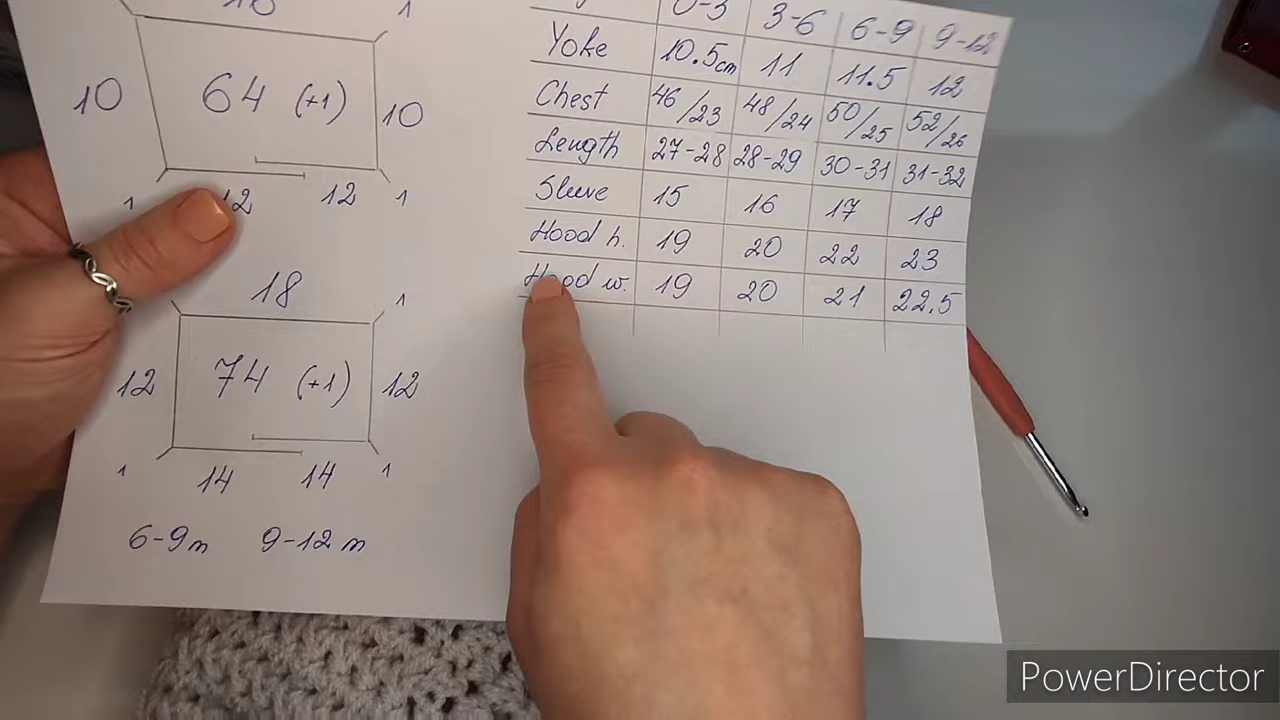 1
10 64 (+1) 10
1 12 12 1
18 1
12 74 (+1) 12
1 14 14 1
6-9m 9-12 m
0-3 3-6 6-9 9-12
Yoke 10.5cm 11 11.5 12
Chest 46/23 48/24 50/25 52/26
Length 27-28 28-29 30-31 31-32
Sleeve 15 16 17 18
Hood h. 19 20 22 23
Hood w. 19 20 21 22.5
PowerDirector